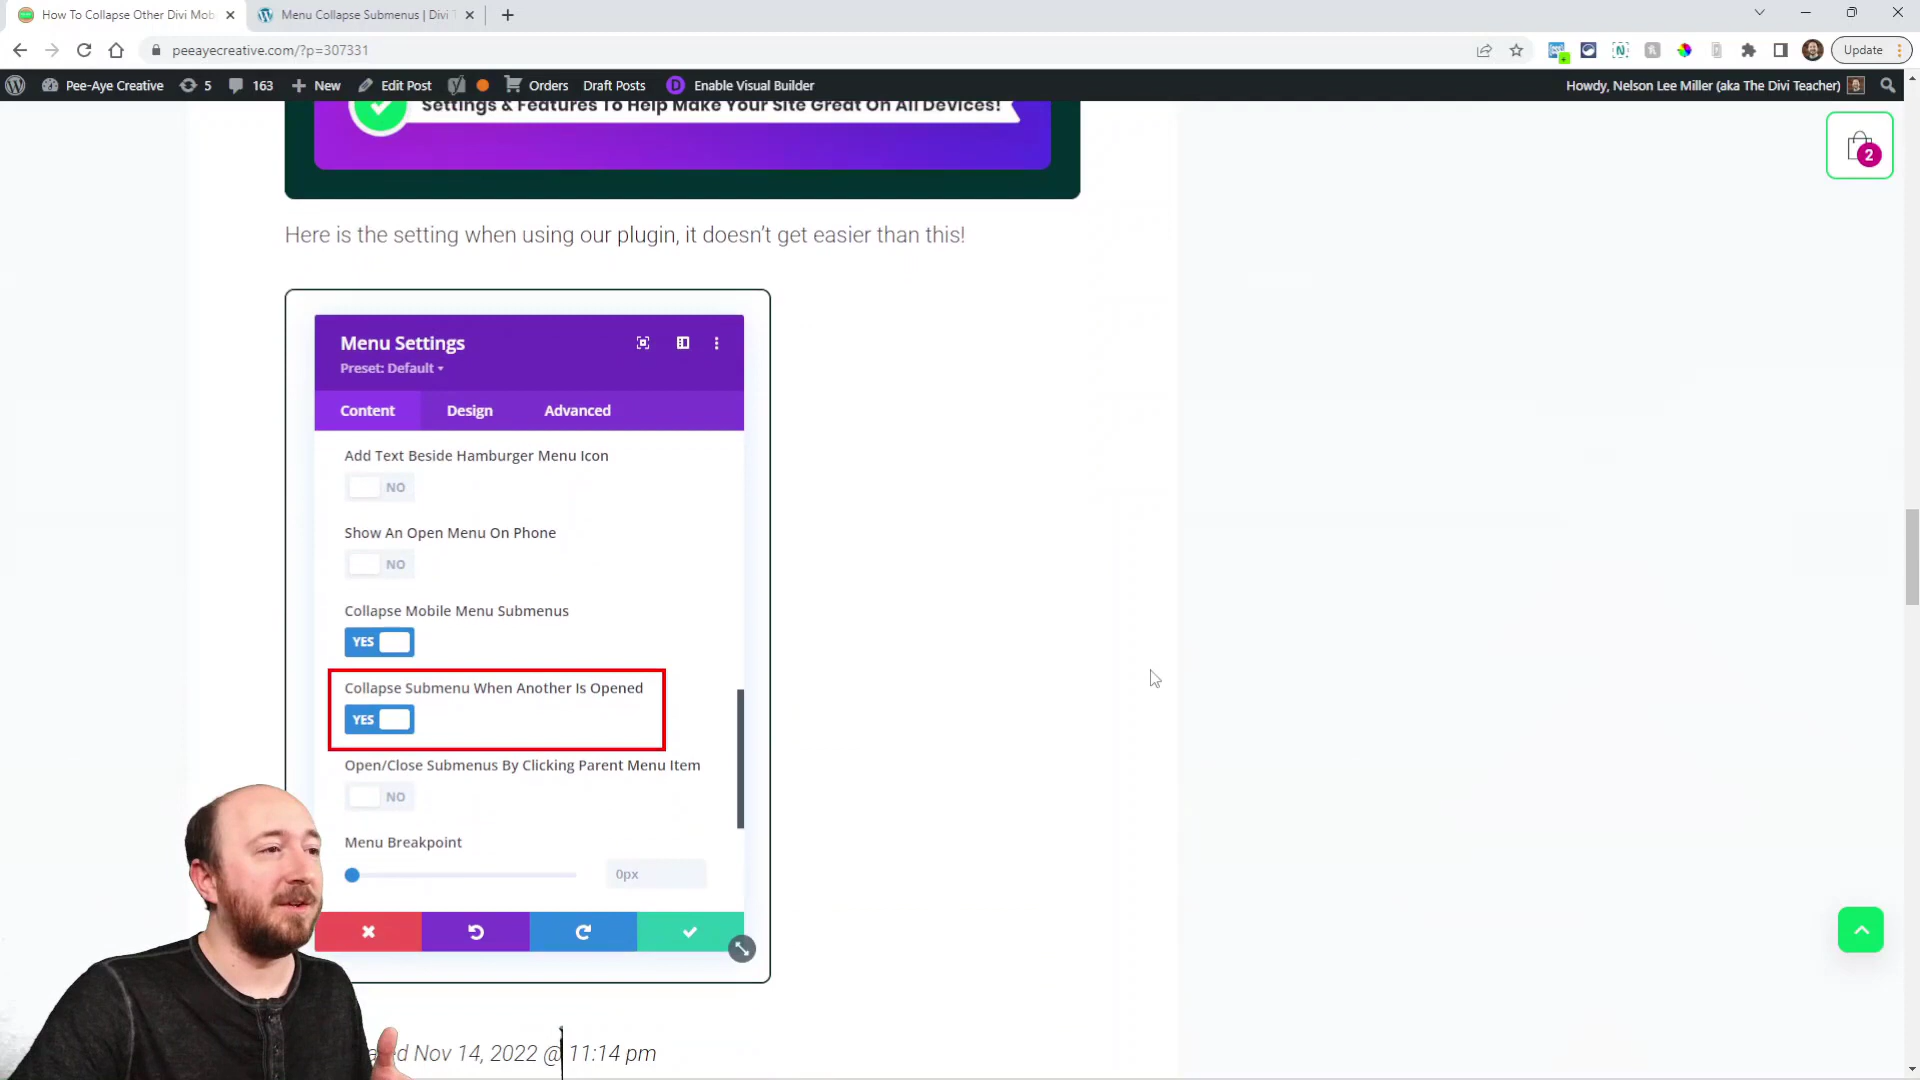 How To Collapse Other Divi Mob
Menu Collapse Submenus | Divi T
peeayecreative.com/?p=307331
Update
Pee-Aye Creative
5
163
New
Edit Post
Orders
Draft Posts
Enable Visual Builder
Howdy, Nelson Lee Miller (aka The Divi Teacher)
Settings & Features To Help Make Your Site Great On All Devices!
2
Here is the setting when using our plugin, it doesn't get easier than this!
Menu Settings
Preset: Default
Content
Design
Advanced
Add Text Beside Hamburger Menu Icon
NO
Show An Open Menu On Phone
NO
Collapse Mobile Menu Submenus
YES
Collapse Submenu When Another Is Opened
YES
Open/Close Submenus By Clicking Parent Menu Item
NO
Menu Breakpoint
0px
Nov 14, 2022 @ 11:14 pm